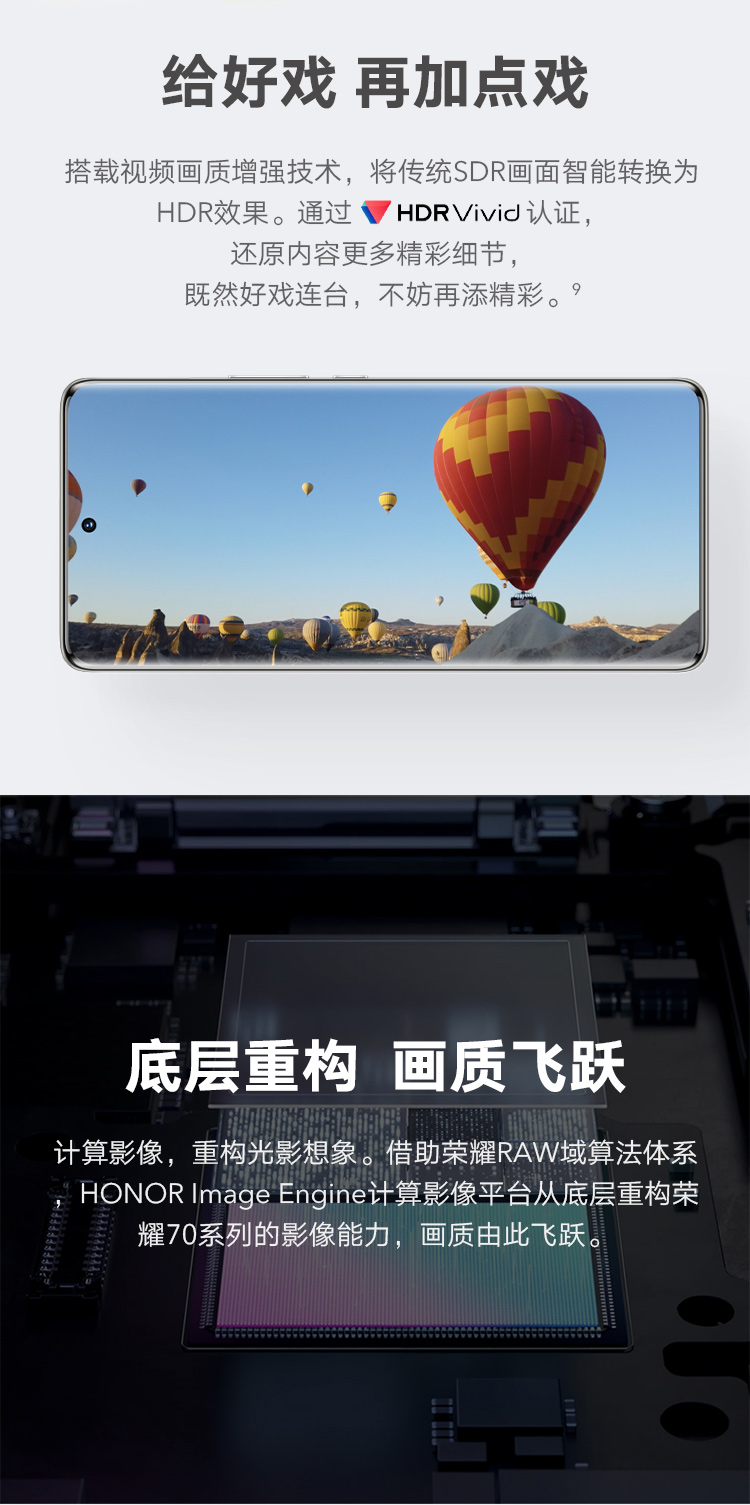 给好戏 再加点戏
搭载视频画质增强技术，将传统SDR画面智能转换为
HDR效果。通过 HDR Vivid 认证，
还原内容更多精彩细节，
既然好戏连台，不妨再添精彩。⁹
底层重构 画质飞跃
计算影像，重构光影想象。借助荣耀RAW域算法体系
，HONOR Image Engine计算影像平台从底层重构荣
耀70系列的影像能力，画质由此飞跃。